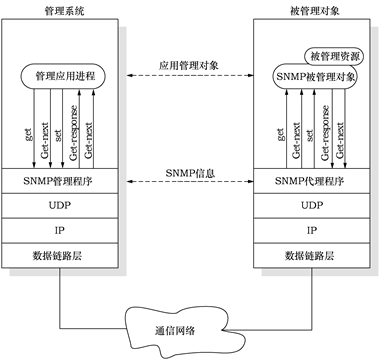 管理系统
被管理对象
管理应用进程
应用管理对象
被管理资源
SNMP被管理对象
get
Get-next
set
Get-response
Get-next
get
Get-next
set
Get-response
Get-next
SNMP管理程序
SNMP信息
SNMP代理程序
UDP
UDP
IP
IP
数据链路层
数据链路层
通信网络